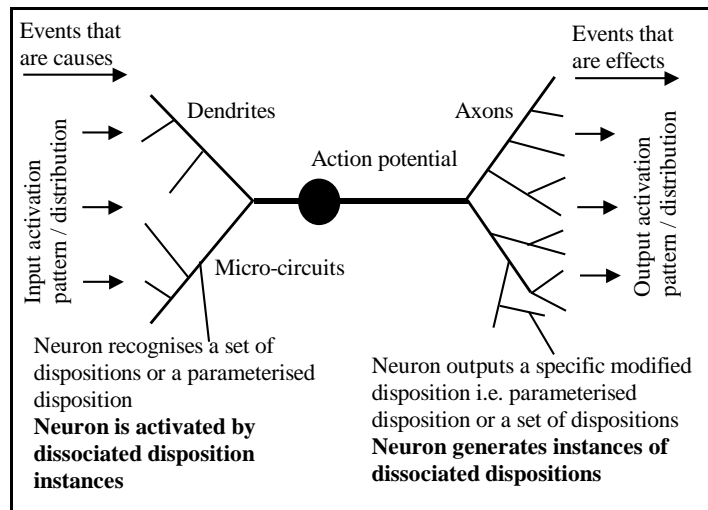 Events that
are causes
Events that
are effects
Dendrites
Axons
Action potential
Input activation
pattern / distribution
Output activation
pattern / distribution
Micro-circuits
Neuron recognises a set of
dispositions or a parameterised
disposition
Neuron is activated by
dissociated disposition
instances
Neuron outputs a specific modified
disposition i.e. parameterised
disposition or a set of dispositions
Neuron generates instances of
dissociated dispositions